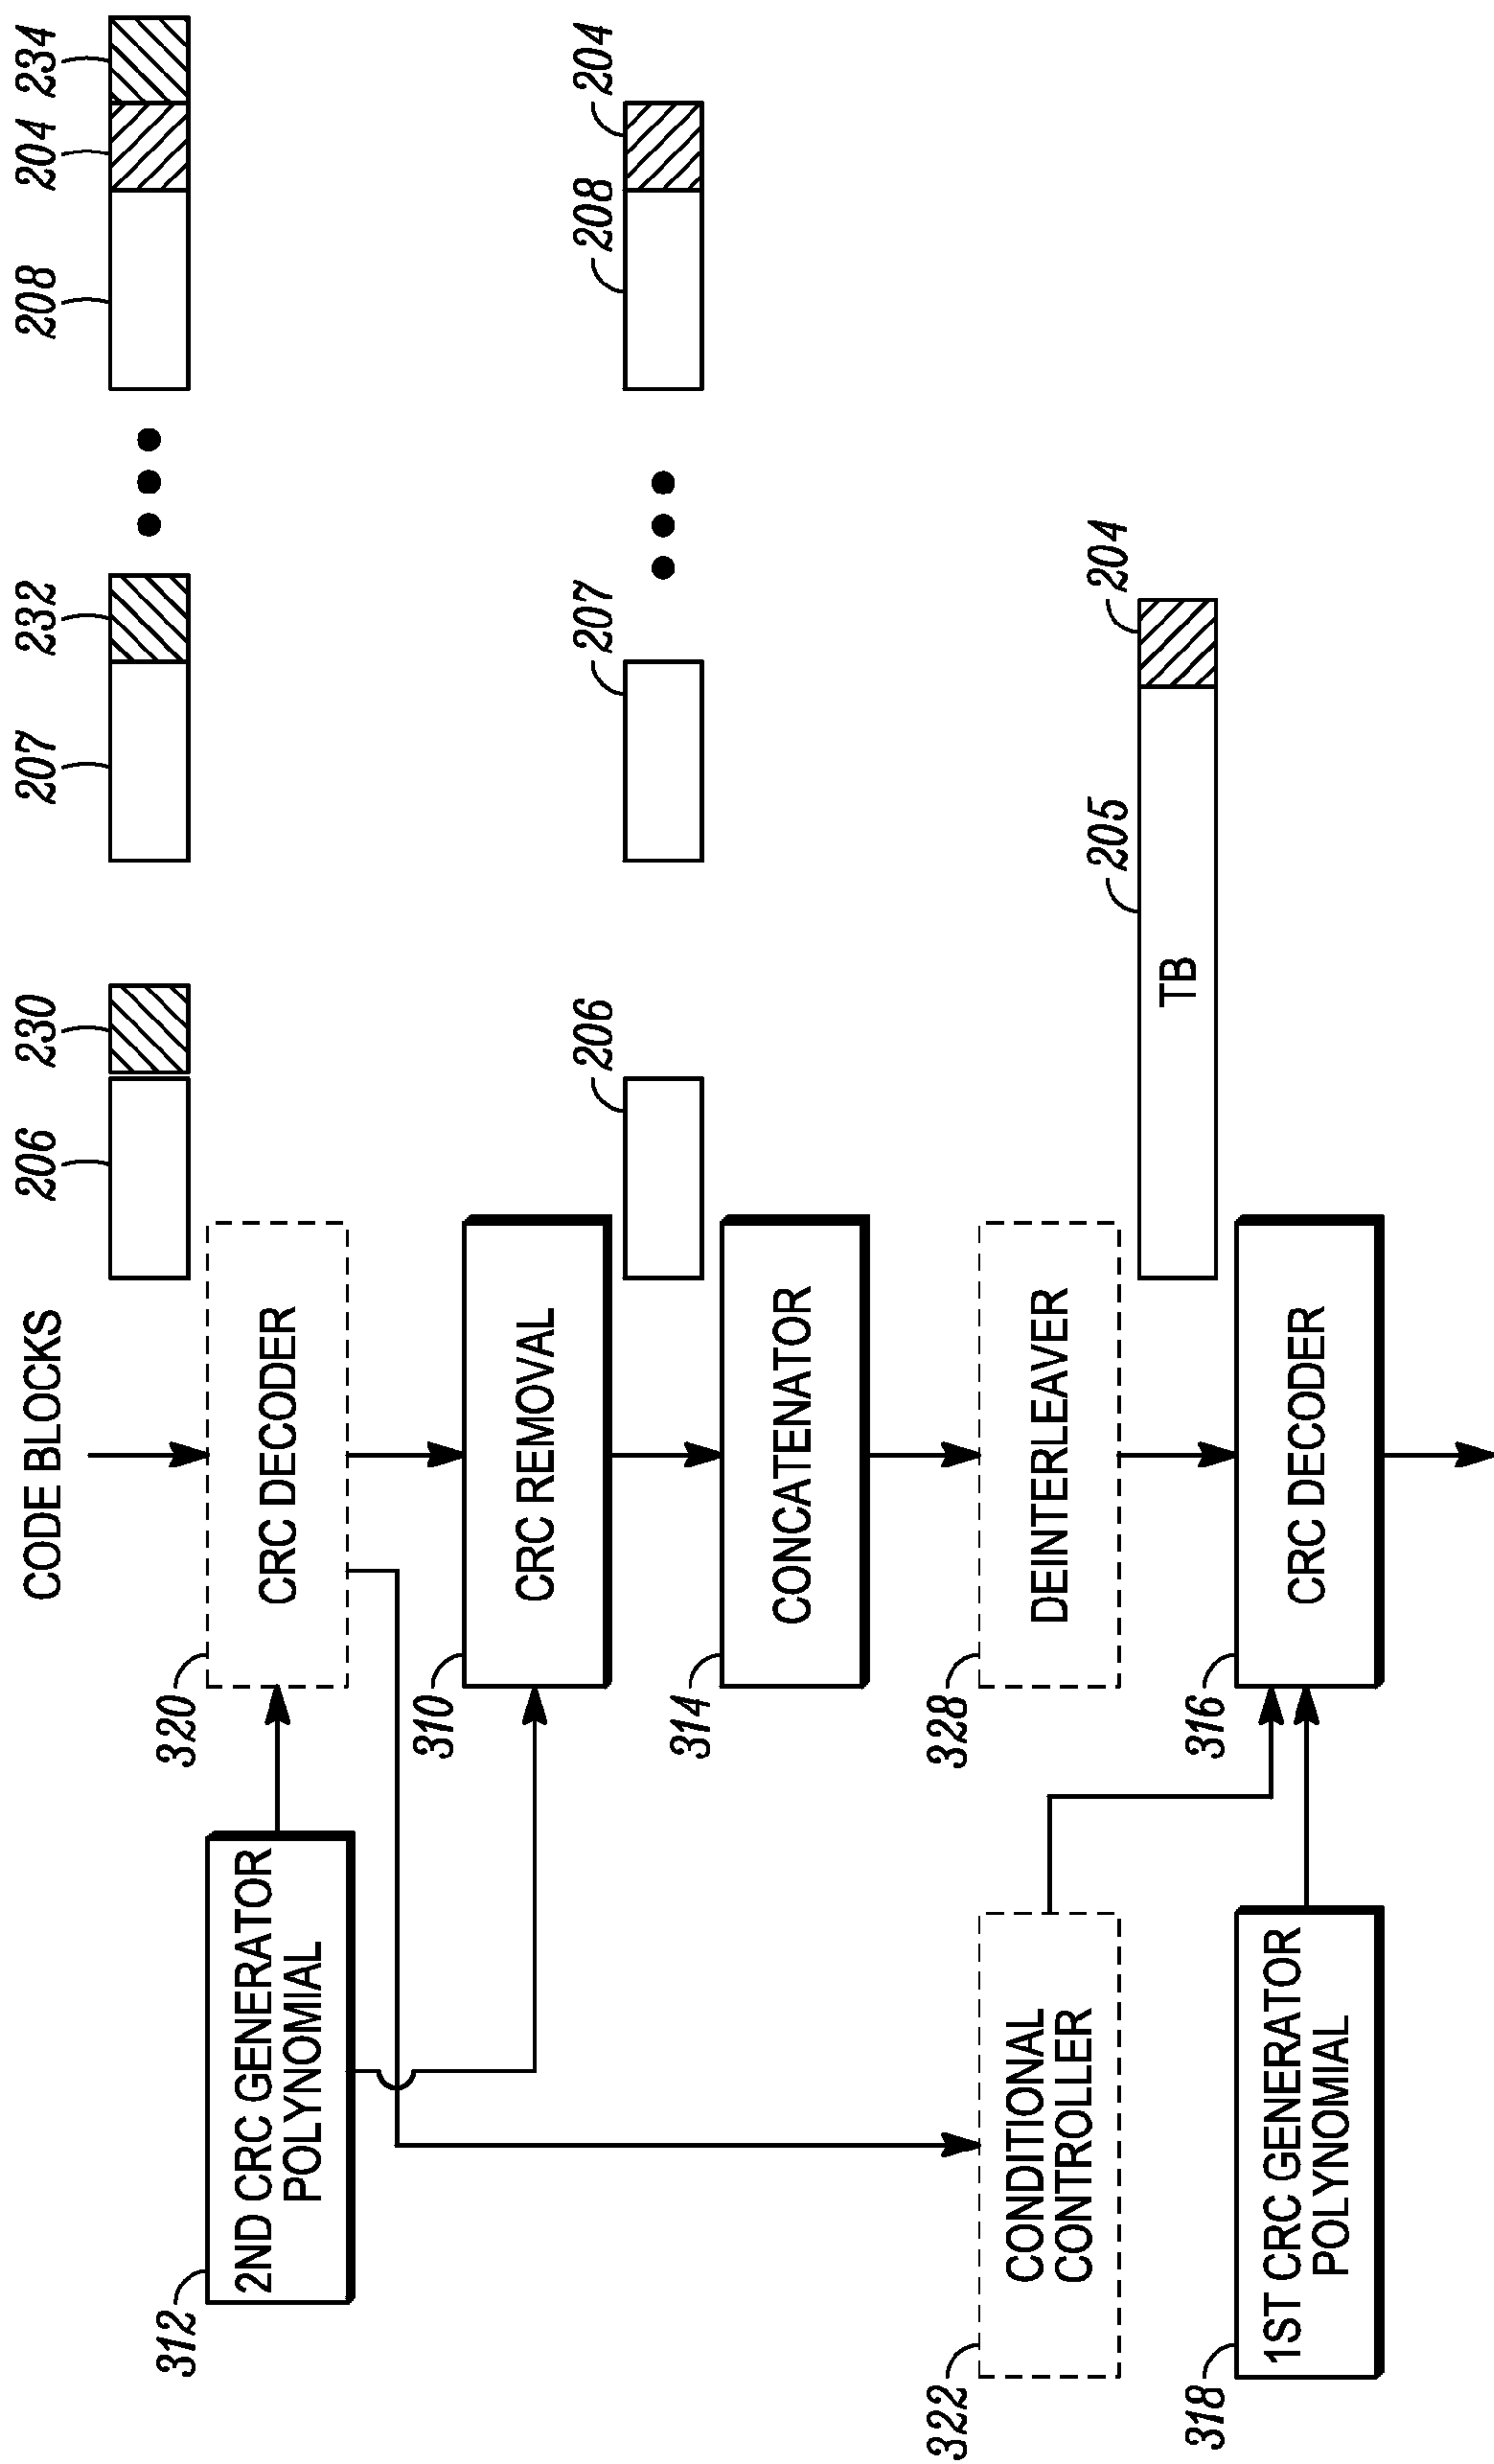 CODE BLOCKS
206
230
207
232
208
204
234
312
2ND CRC GENERATOR
POLYNOMIAL
320
CRC DECODER
310
CRC REMOVAL
206
207
208
204
314
CONCATENATOR
322
CONDITIONAL
CONTROLLER
328
DEINTERLEAVER
205
204
TB
318
1ST CRC GENERATOR
POLYNOMIAL
316
CRC DECODER